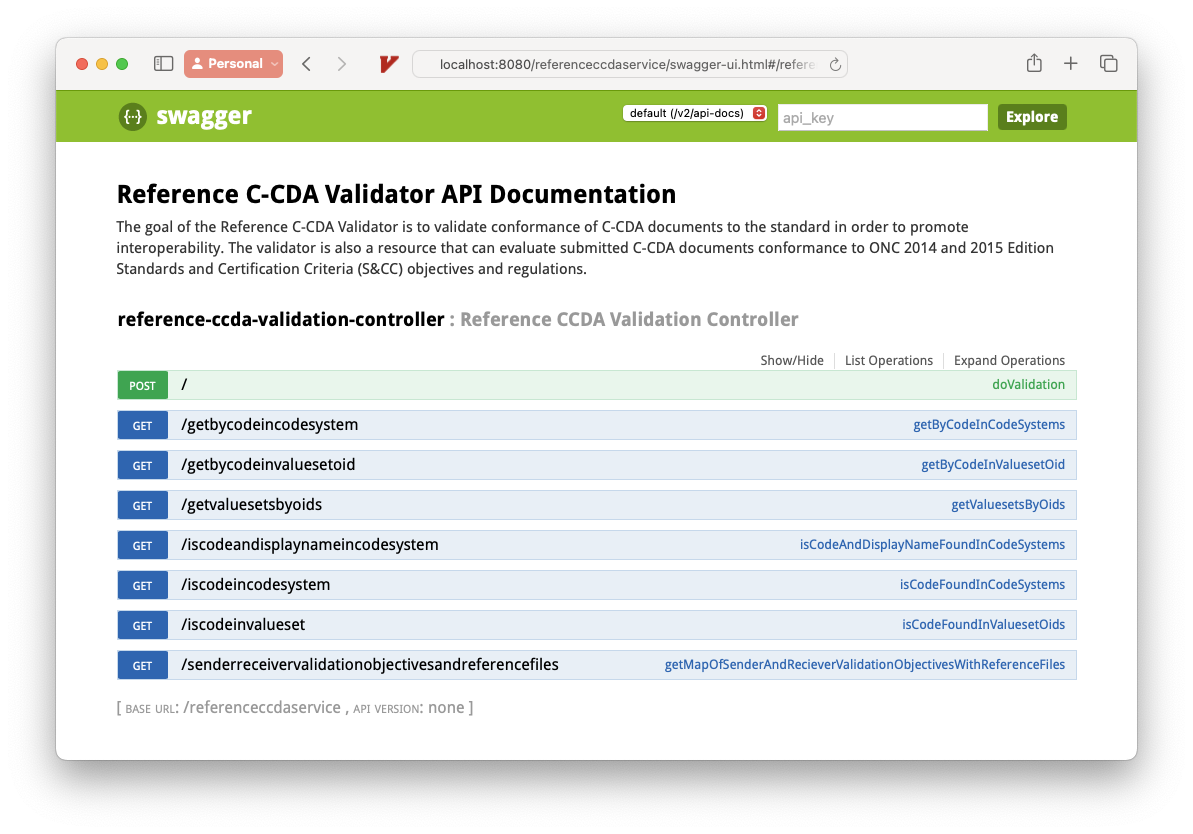 Personal
localhost:8080/referenceccdaservice/swagger-ui.html#/refere
{··} swagger
default (/v2/api-docs)
api_key
Explore
Reference C-CDA Validator API Documentation
The goal of the Reference C-CDA Validator is to validate conformance of C-CDA documents to the standard in order to promote
interoperability. The validator is also a resource that can evaluate submitted C-CDA documents conformance to ONC 2014 and 2015 Edition
Standards and Certification Criteria (S&CC) objectives and regulations.
reference-ccda-validation-controller : Reference CCDA Validation Controller
Show/Hide List Operations Expand Operations
POST / doValidation
GET /getbycodeincodesystem getByCodeInCodeSystems
GET /getbycodeinvaluesetoid getByCodeInValuesetOid
GET /getvaluesetsbyoids getValuesetsByOids
GET /iscodeanddisplaynameincodesystem isCodeAndDisplayNameFoundInCodeSystems
GET /iscodeincodesystem isCodeFoundInCodeSystems
GET /iscodeinvalueset isCodeFoundInValuesetOids
GET /senderreceivervalidationobjectivesandreferencefiles getMapOfSenderAndRecieverValidationObjectivesWithReferenceFiles
[ BASE URL: /referenceccdaservice , API VERSION: none ]